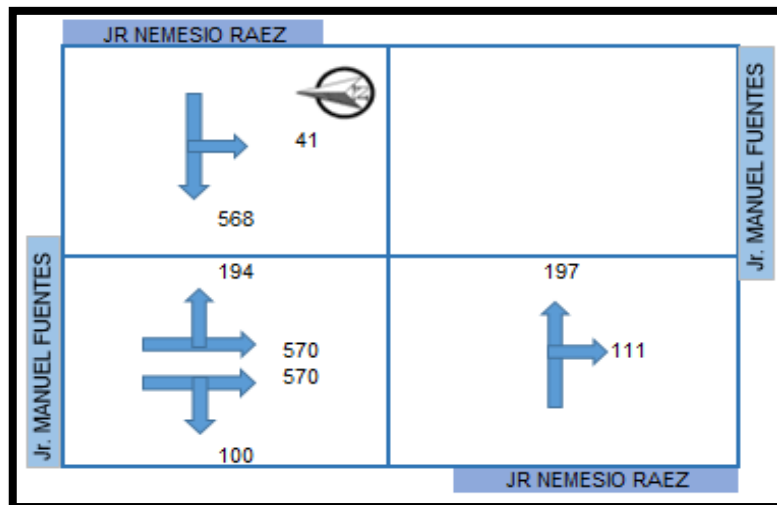 JR NEMESIO RAEZ
41
568
Jr. MANUEL FUENTES
Jr. MANUEL FUENTES
194
570
570
100
197
111
JR NEMESIO RAEZ